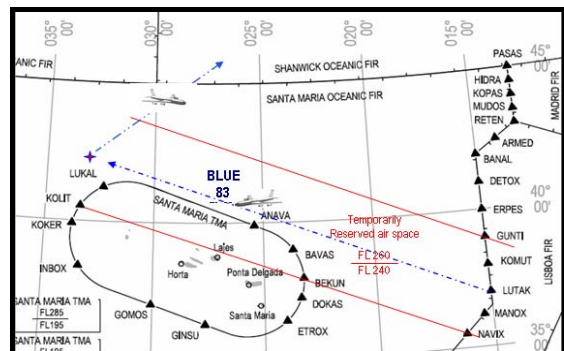 035°
00'
030°
00'
025°
00'
020°
00'
015°
00'
PASAS
45°
00'
ANIC FIR
SHANWICK OCEANIC FIR
SANTA MARIA OCEANIC FIR
HIDRA
KOPAS
MUDOS
RETEN
MADRID FIR
ARMED
BANAL
LUKAL
BLUE
83
DETOX
KOLIT
SANTA MARIA TMA
ANAVA
ERPES
40°
00'
KOKER
Temporarily
Reserved air space
GUNTI
Lajes
BAVAS
FL 260
FL 240
KOMUT
LISBOA FIR
INBOX
Horta
Ponta Delgada
BEKUN
LUTAK
SANTA MARIA TMA
FL285
FL195
GOMOS
Santa Maria
DOKAS
MANOX
GINSU
ETROX
NAVIX
35°
00'
SANTA MARIA TMA